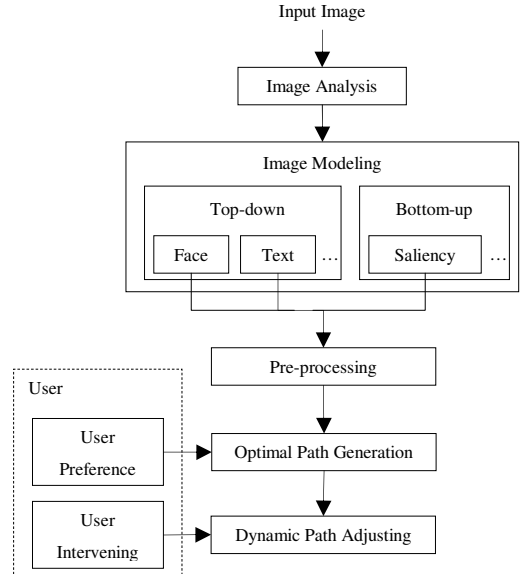 Input Image
Image Analysis
Image Modeling
Top-down
Bottom-up
Face
Text
...
Saliency
...
Pre-processing
User
User
Preference
Optimal Path Generation
User
Intervening
Dynamic Path Adjusting